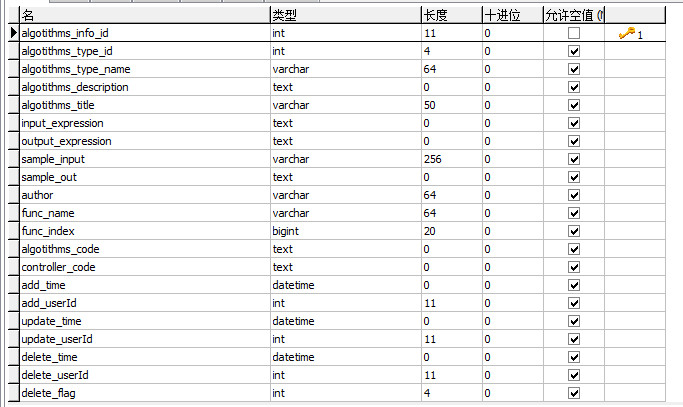 名 类型 长度 十进位 允许空值 (
algotithms_info_id int 11 0 1
algotithms_type_id int 4 0
algotithms_type_name varchar 64 0
algotithms_description text 0 0
algotithms_title varchar 50 0
input_expression text 0 0
output_expression text 0 0
sample_input varchar 256 0
sample_out text 0 0
author varchar 64 0
func_name varchar 64 0
func_index bigint 20 0
algotithms_code text 0 0
controller_code text 0 0
add_time datetime 0 0
add_userId int 11 0
update_time datetime 0 0
update_userId int 11 0
delete_time datetime 0 0
delete_userId int 11 0
delete_flag int 4 0